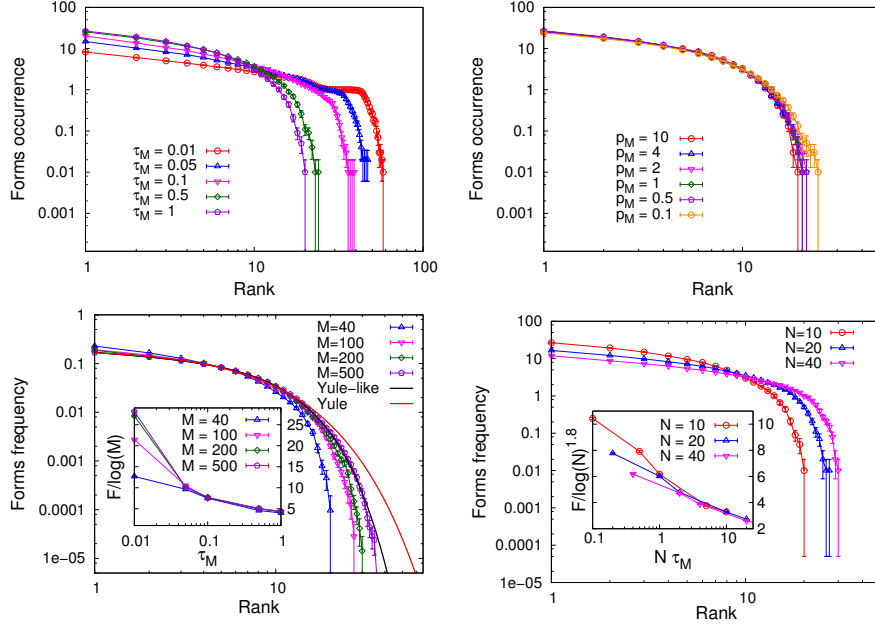 Forms occurrence
100
10
1
0.1
0.01
0.001
τM = 0.01
τM = 0.05
τM = 0.1
τM = 0.5
τM = 1
1
10
100
Rank
Forms occurrence
100
10
1
0.1
0.01
0.001
pM = 10
pM = 4
pM = 2
pM = 1
pM = 0.5
pM = 0.1
1
10
Rank
Forms frequency
1
0.1
0.01
0.001
0.0001
1e-05
M=40
M=100
M=200
M=500
Yule-like
Yule
F/log(M)
M = 40
M = 100
M = 200
M = 500
25
20
15
10
5
0.01
0.1
1
τM
1
10
Rank
Forms frequency
100
10
1
0.1
0.01
0.001
0.0001
1e-05
N=10
N=20
N=40
F/log(N)^1.8
N = 10
N = 20
N = 40
10
8
6
4
2
0.1
1
10
N τM
1
10
Rank